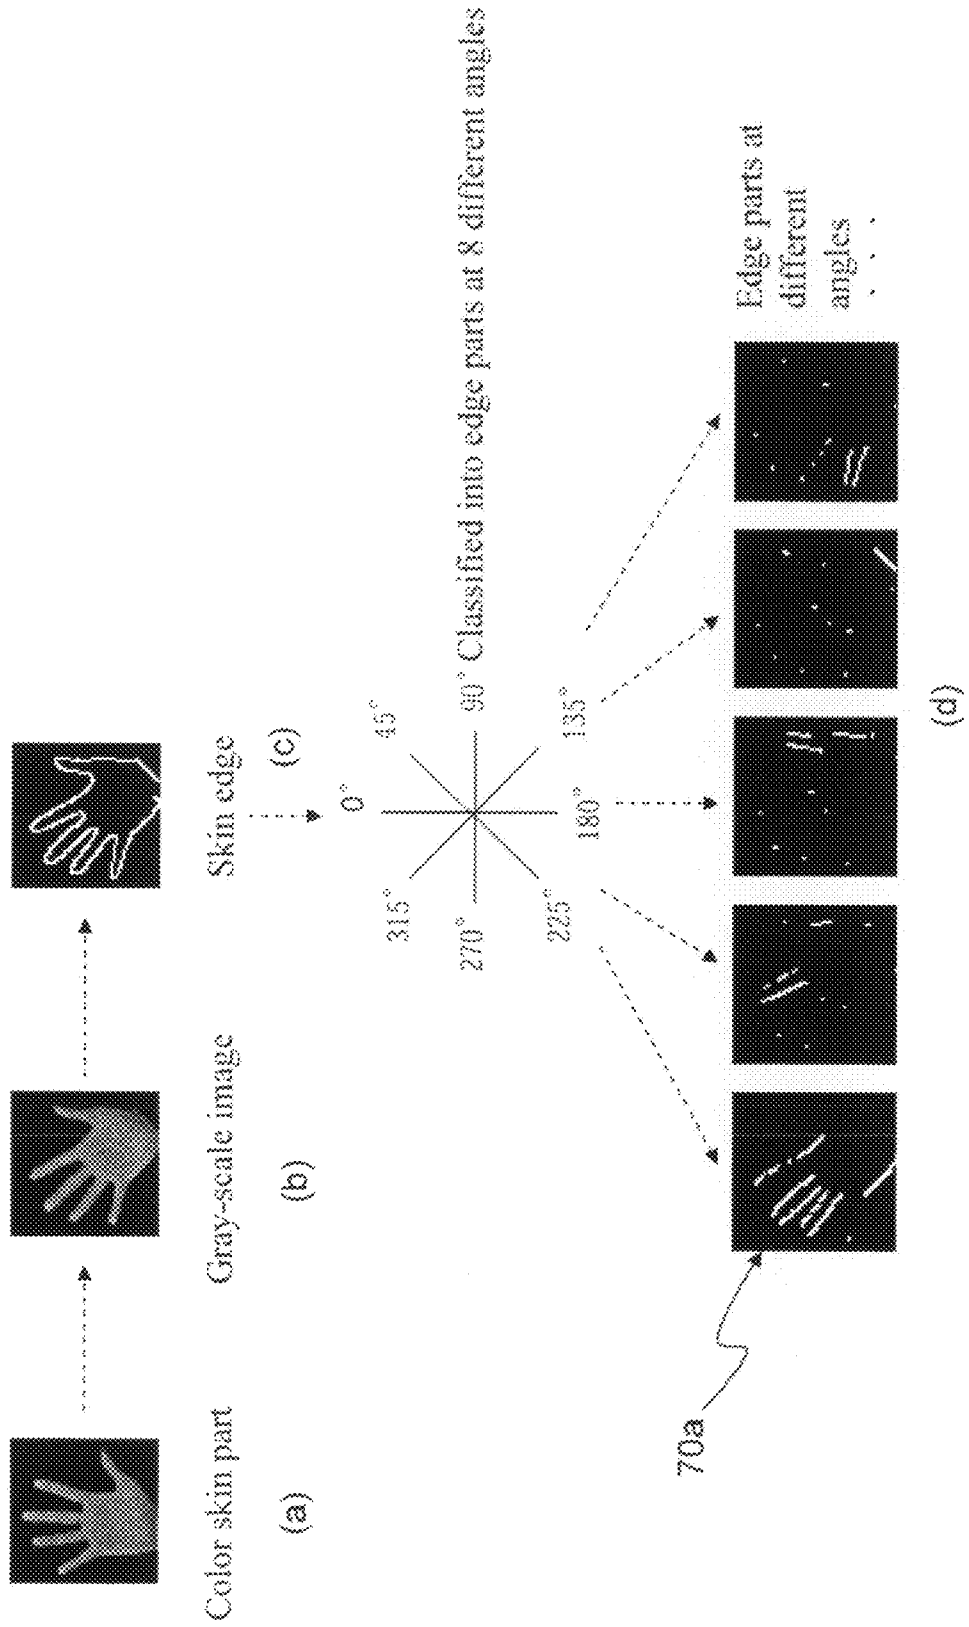 Color skin part
(a)
Gray-scale image
(b)
Skin edge
(c)
0°
45°
90°
135°
180°
225°
270°
315°
Classified into edge parts at 8 different angles
70a
Edge parts at
different
angles . . .
(d)